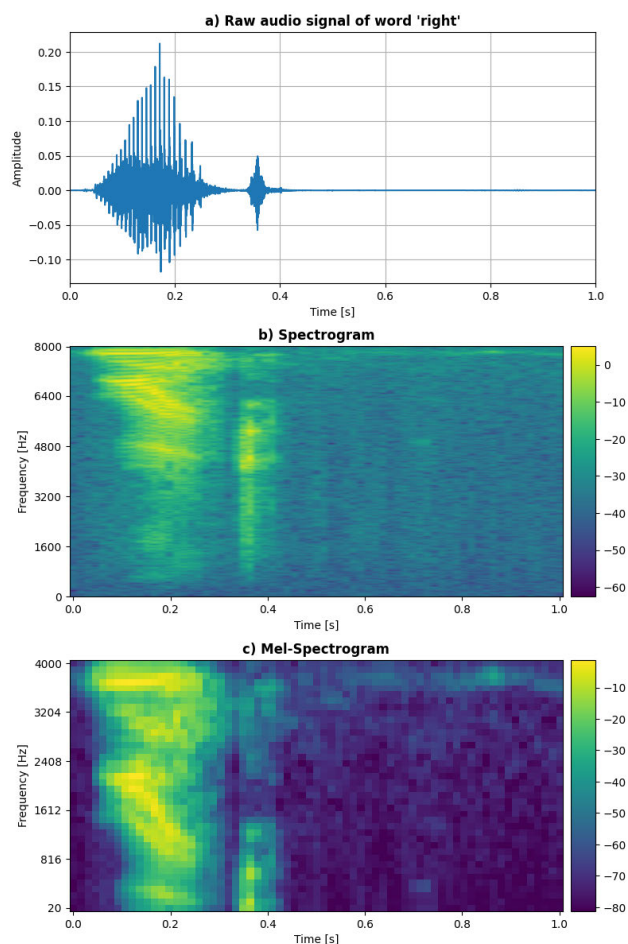 a) Raw audio signal of word 'right'
0.20
0.15
0.10
0.05
0.00
−0.05
−0.10
Amplitude
0.0 0.2 0.4 0.6 0.8 1.0
Time [s]
b) Spectrogram
8000
6400
4800
3200
1600
0
Frequency [Hz]
0.0 0.2 0.4 0.6 0.8 1.0
Time [s]
0
−10
−20
−30
−40
−50
−60
c) Mel-Spectrogram
4000
3204
2408
1612
816
20
Frequency [Hz]
0.0 0.2 0.4 0.6 0.8 1.0
Time [s]
−10
−20
−30
−40
−50
−60
−70
−80